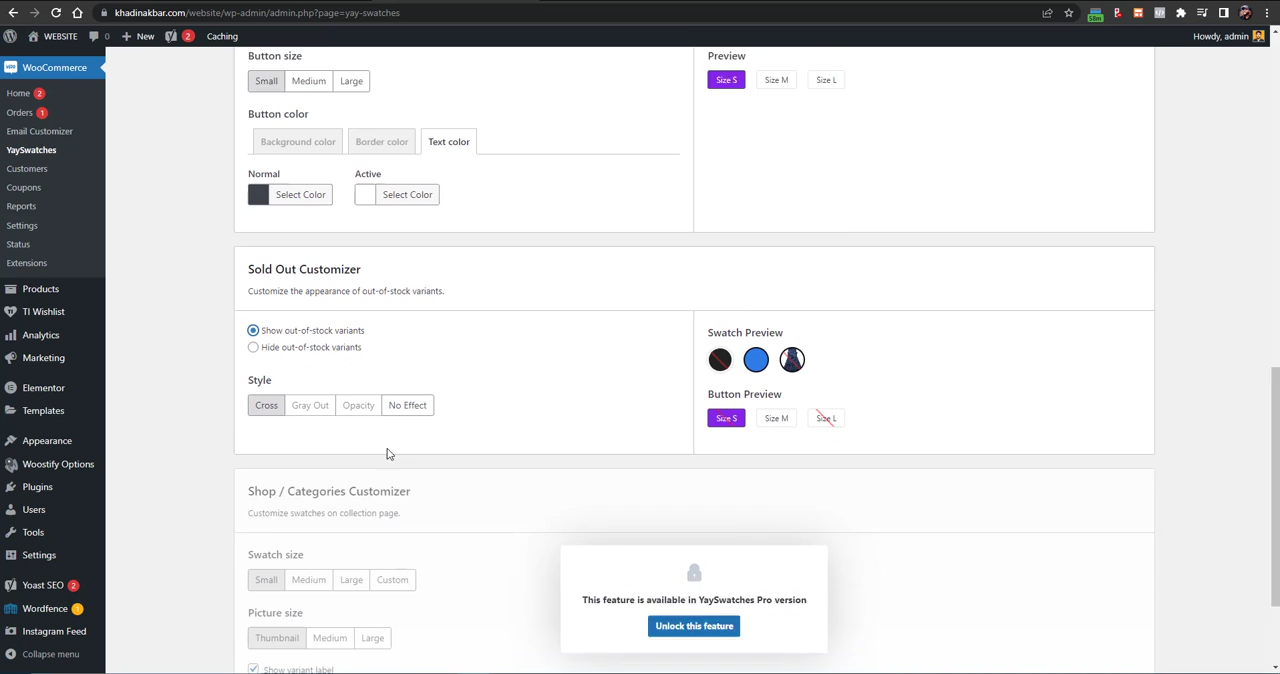 khadinakbar.com/website/wp-admin/admin.php?page=yay-swatches
58m
WEBSITE
0
New
2
Caching
Howdy, admin
WooCommerce
Home 2
Orders 1
Email Customizer
YaySwatches
Customers
Coupons
Reports
Settings
Status
Extensions
Products
TI Wishlist
Analytics
Marketing
Elementor
Templates
Appearance
Woostify Options
Plugins
Users
Tools
Settings
Yoast SEO 2
Wordfence 1
Instagram Feed
Collapse menu
Button size
Small Medium Large
Button color
Background color Border color Text color
Normal Active
Select Color Select Color
Preview
Size S Size M Size L
Sold Out Customizer
Customize the appearance of out-of-stock variants.
Show out-of-stock variants
Hide out-of-stock variants
Style
Cross Gray Out Opacity No Effect
Swatch Preview
Button Preview
Size S Size M Size L
Shop / Categories Customizer
Customize swatches on collection page.
Swatch size
Small Medium Large Custom
Picture size
Thumbnail Medium Large
Show variant label
This feature is available in YaySwatches Pro version
Unlock this feature